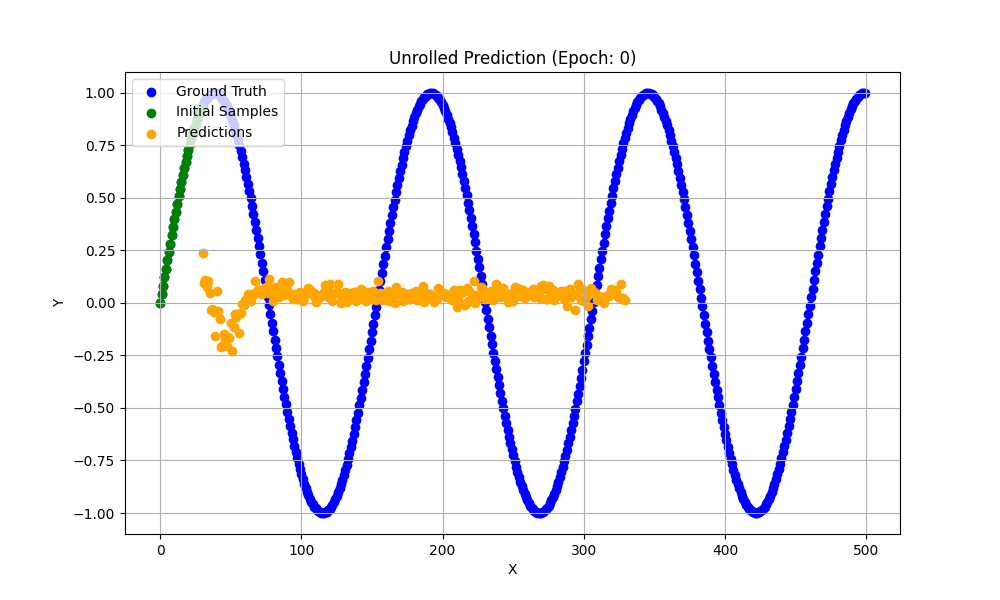 Unrolled Prediction (Epoch: 0)
Ground Truth
Initial Samples
Predictions
1.00
0.75
0.50
0.25
0.00
−0.25
−0.50
−0.75
−1.00
Y
0 100 200 300 400 500
X